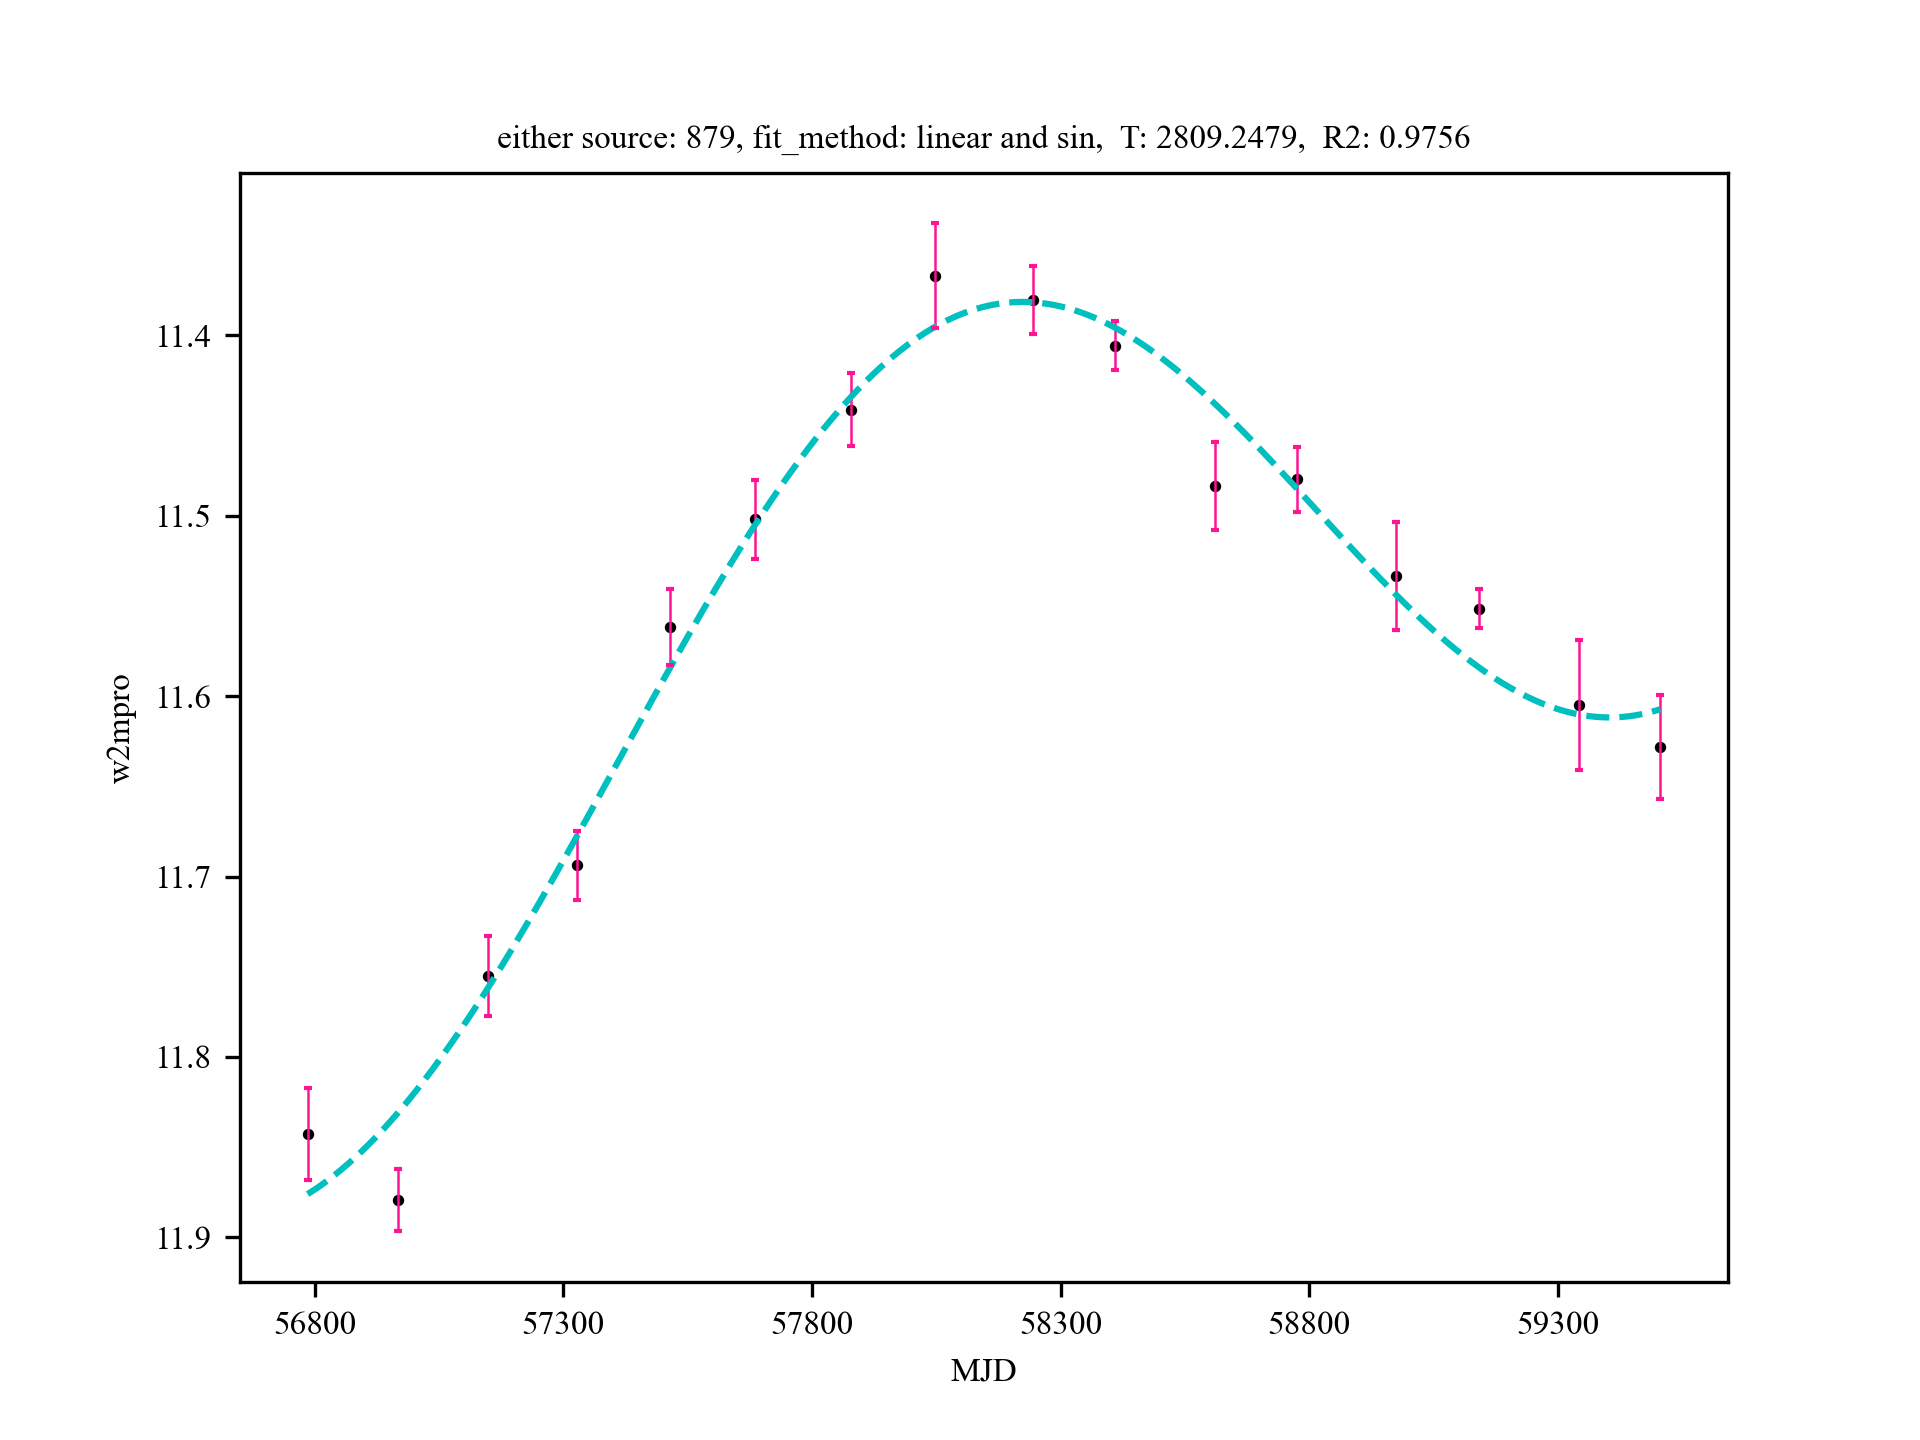 either source: 879, fit_method: linear and sin,  T: 2809.2479,  R2: 0.9756
11.4
11.5
11.6
11.7
11.8
11.9
w2mpro
56800 57300 57800 58300 58800 59300
MJD